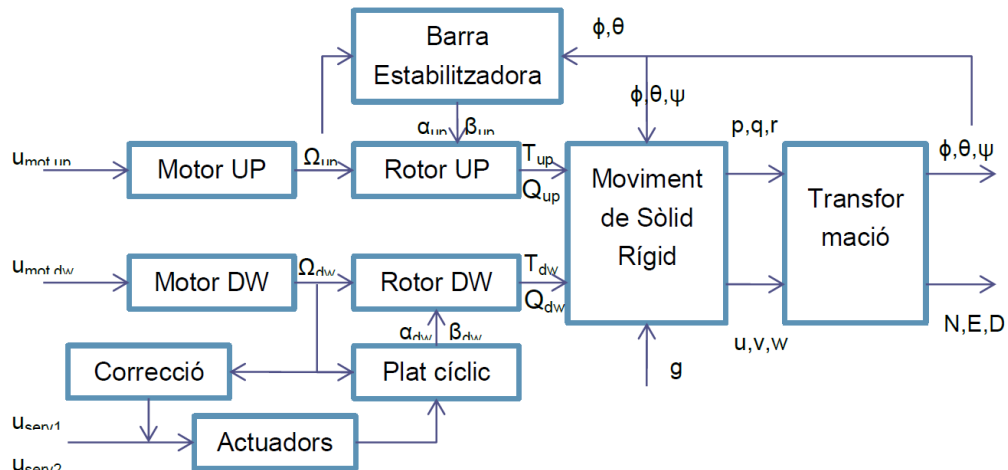 Barra
Estabilitzadora
ϕ,θ
ϕ,θ,ψ
p,q,r
ϕ,θ,ψ
α_up β_up
u_mot up
Motor UP
Ω_up
Rotor UP
T_up
Q_up
Moviment
de Sòlid
Rígid
Transfor
mació
u_mot dw
Motor DW
Ω_dw
Rotor DW
T_dw
Q_dw
N,E,D
u,v,w
g
α_dw β_dw
Correcció
Plat cíclic
u_serv1
Actuadors
u_serv2